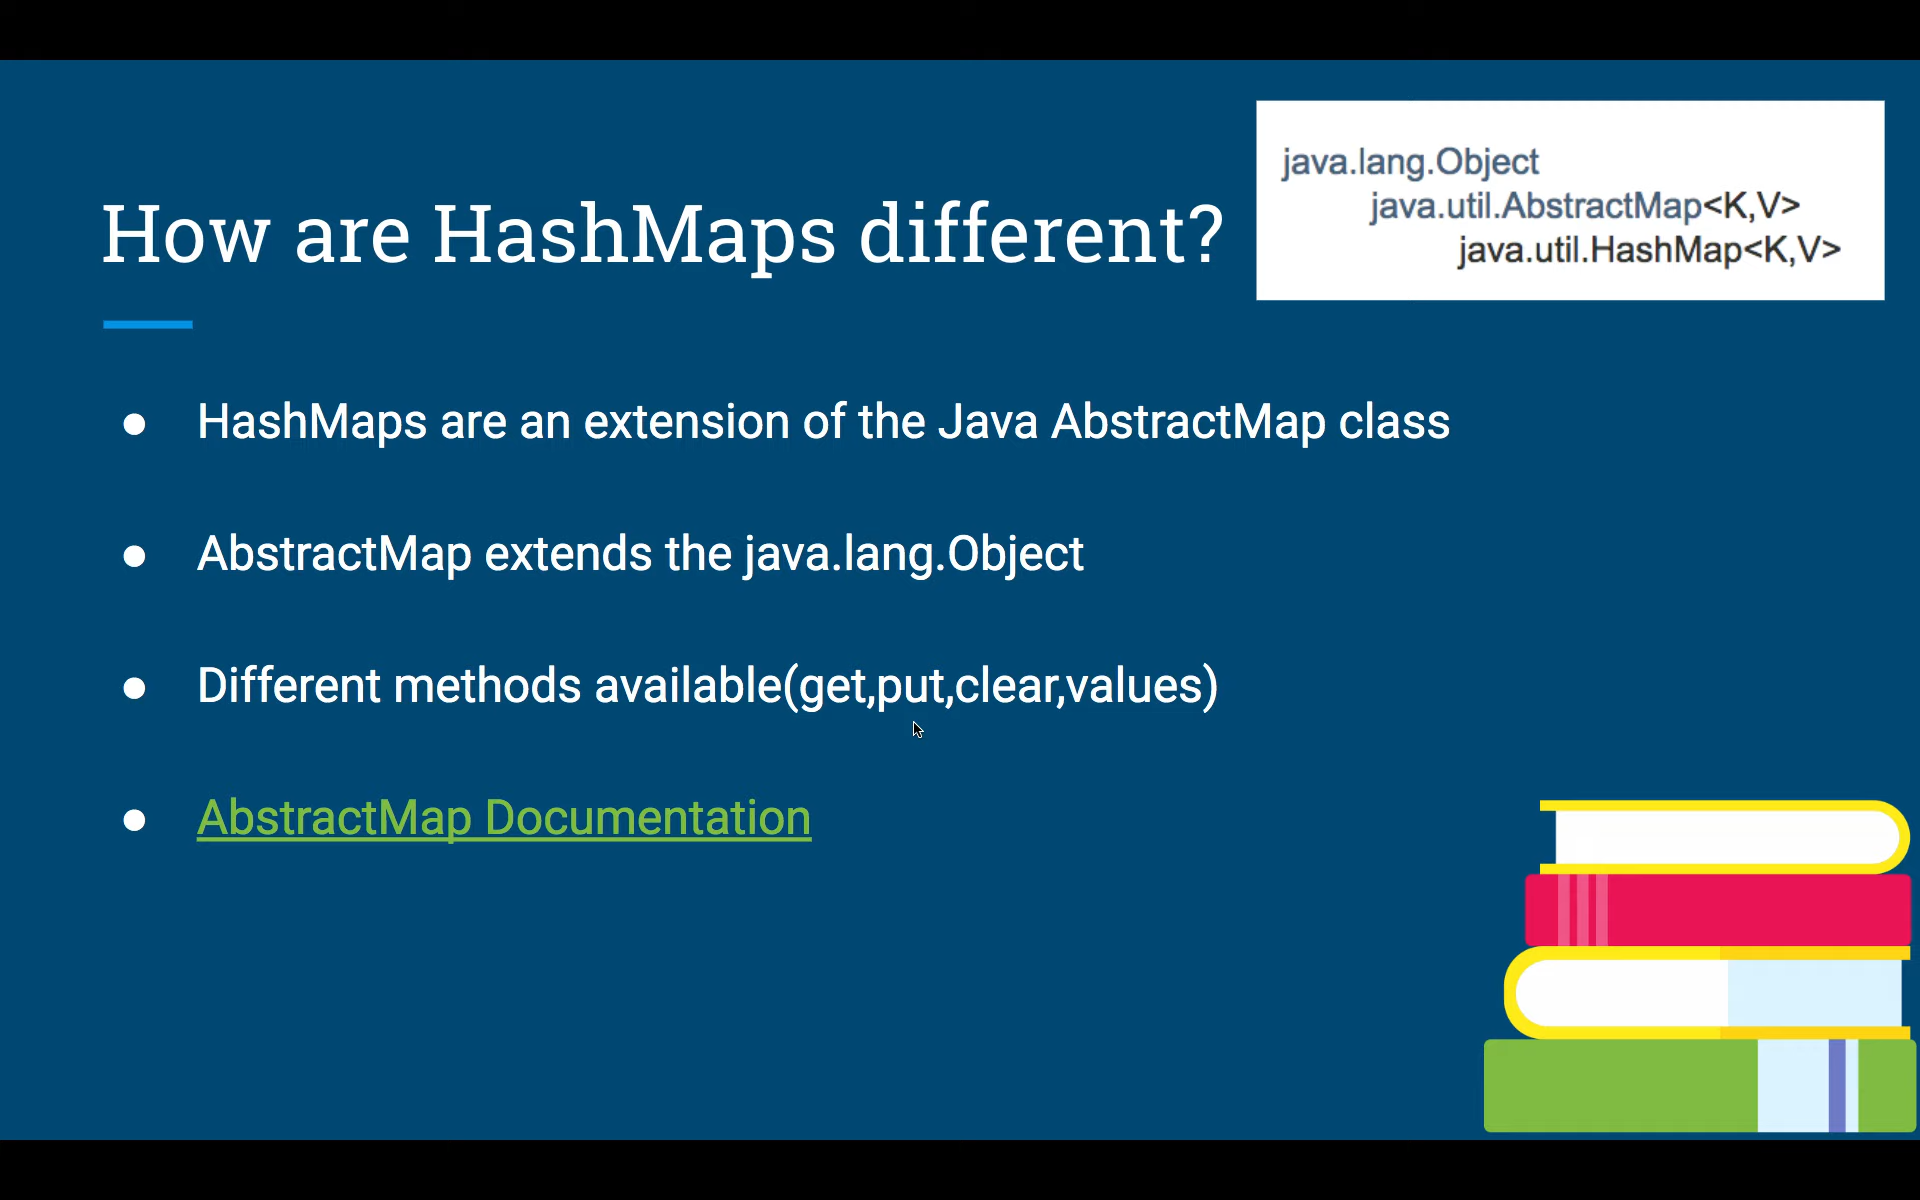 How are HashMaps different?
java.lang.Object
java.util.AbstractMap<K,V>
java.util.HashMap<K,V>
● HashMaps are an extension of the Java AbstractMap class
● AbstractMap extends the java.lang.Object
● Different methods available(get,put,clear,values)
● AbstractMap Documentation